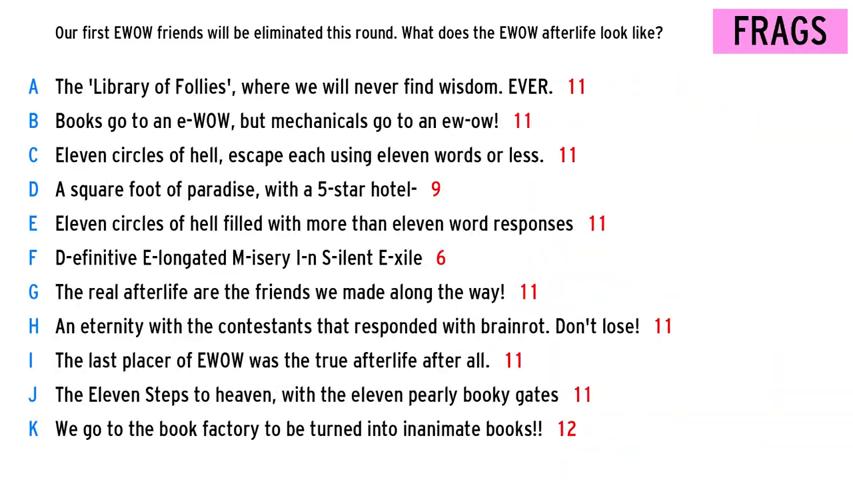 Our first EWOW friends will be eliminated this round. What does the EWOW afterlife look like?
FRAGS
A The 'Library of Follies', where we will never find wisdom. EVER. 11
B Books go to an e-WOW, but mechanicals go to an ew-ow! 11
C Eleven circles of hell, escape each using eleven words or less. 11
D A square foot of paradise, with a 5-star hotel- 9
E Eleven circles of hell filled with more than eleven word responses 11
F D-efinitive E-longated M-isery I-n S-ilent E-xile 6
G The real afterlife are the friends we made along the way! 11
H An eternity with the contestants that responded with brainrot. Don't lose! 11
I The last placer of EWOW was the true afterlife after all. 11
J The Eleven Steps to heaven, with the eleven pearly booky gates 11
K We go to the book factory to be turned into inanimate books!! 12